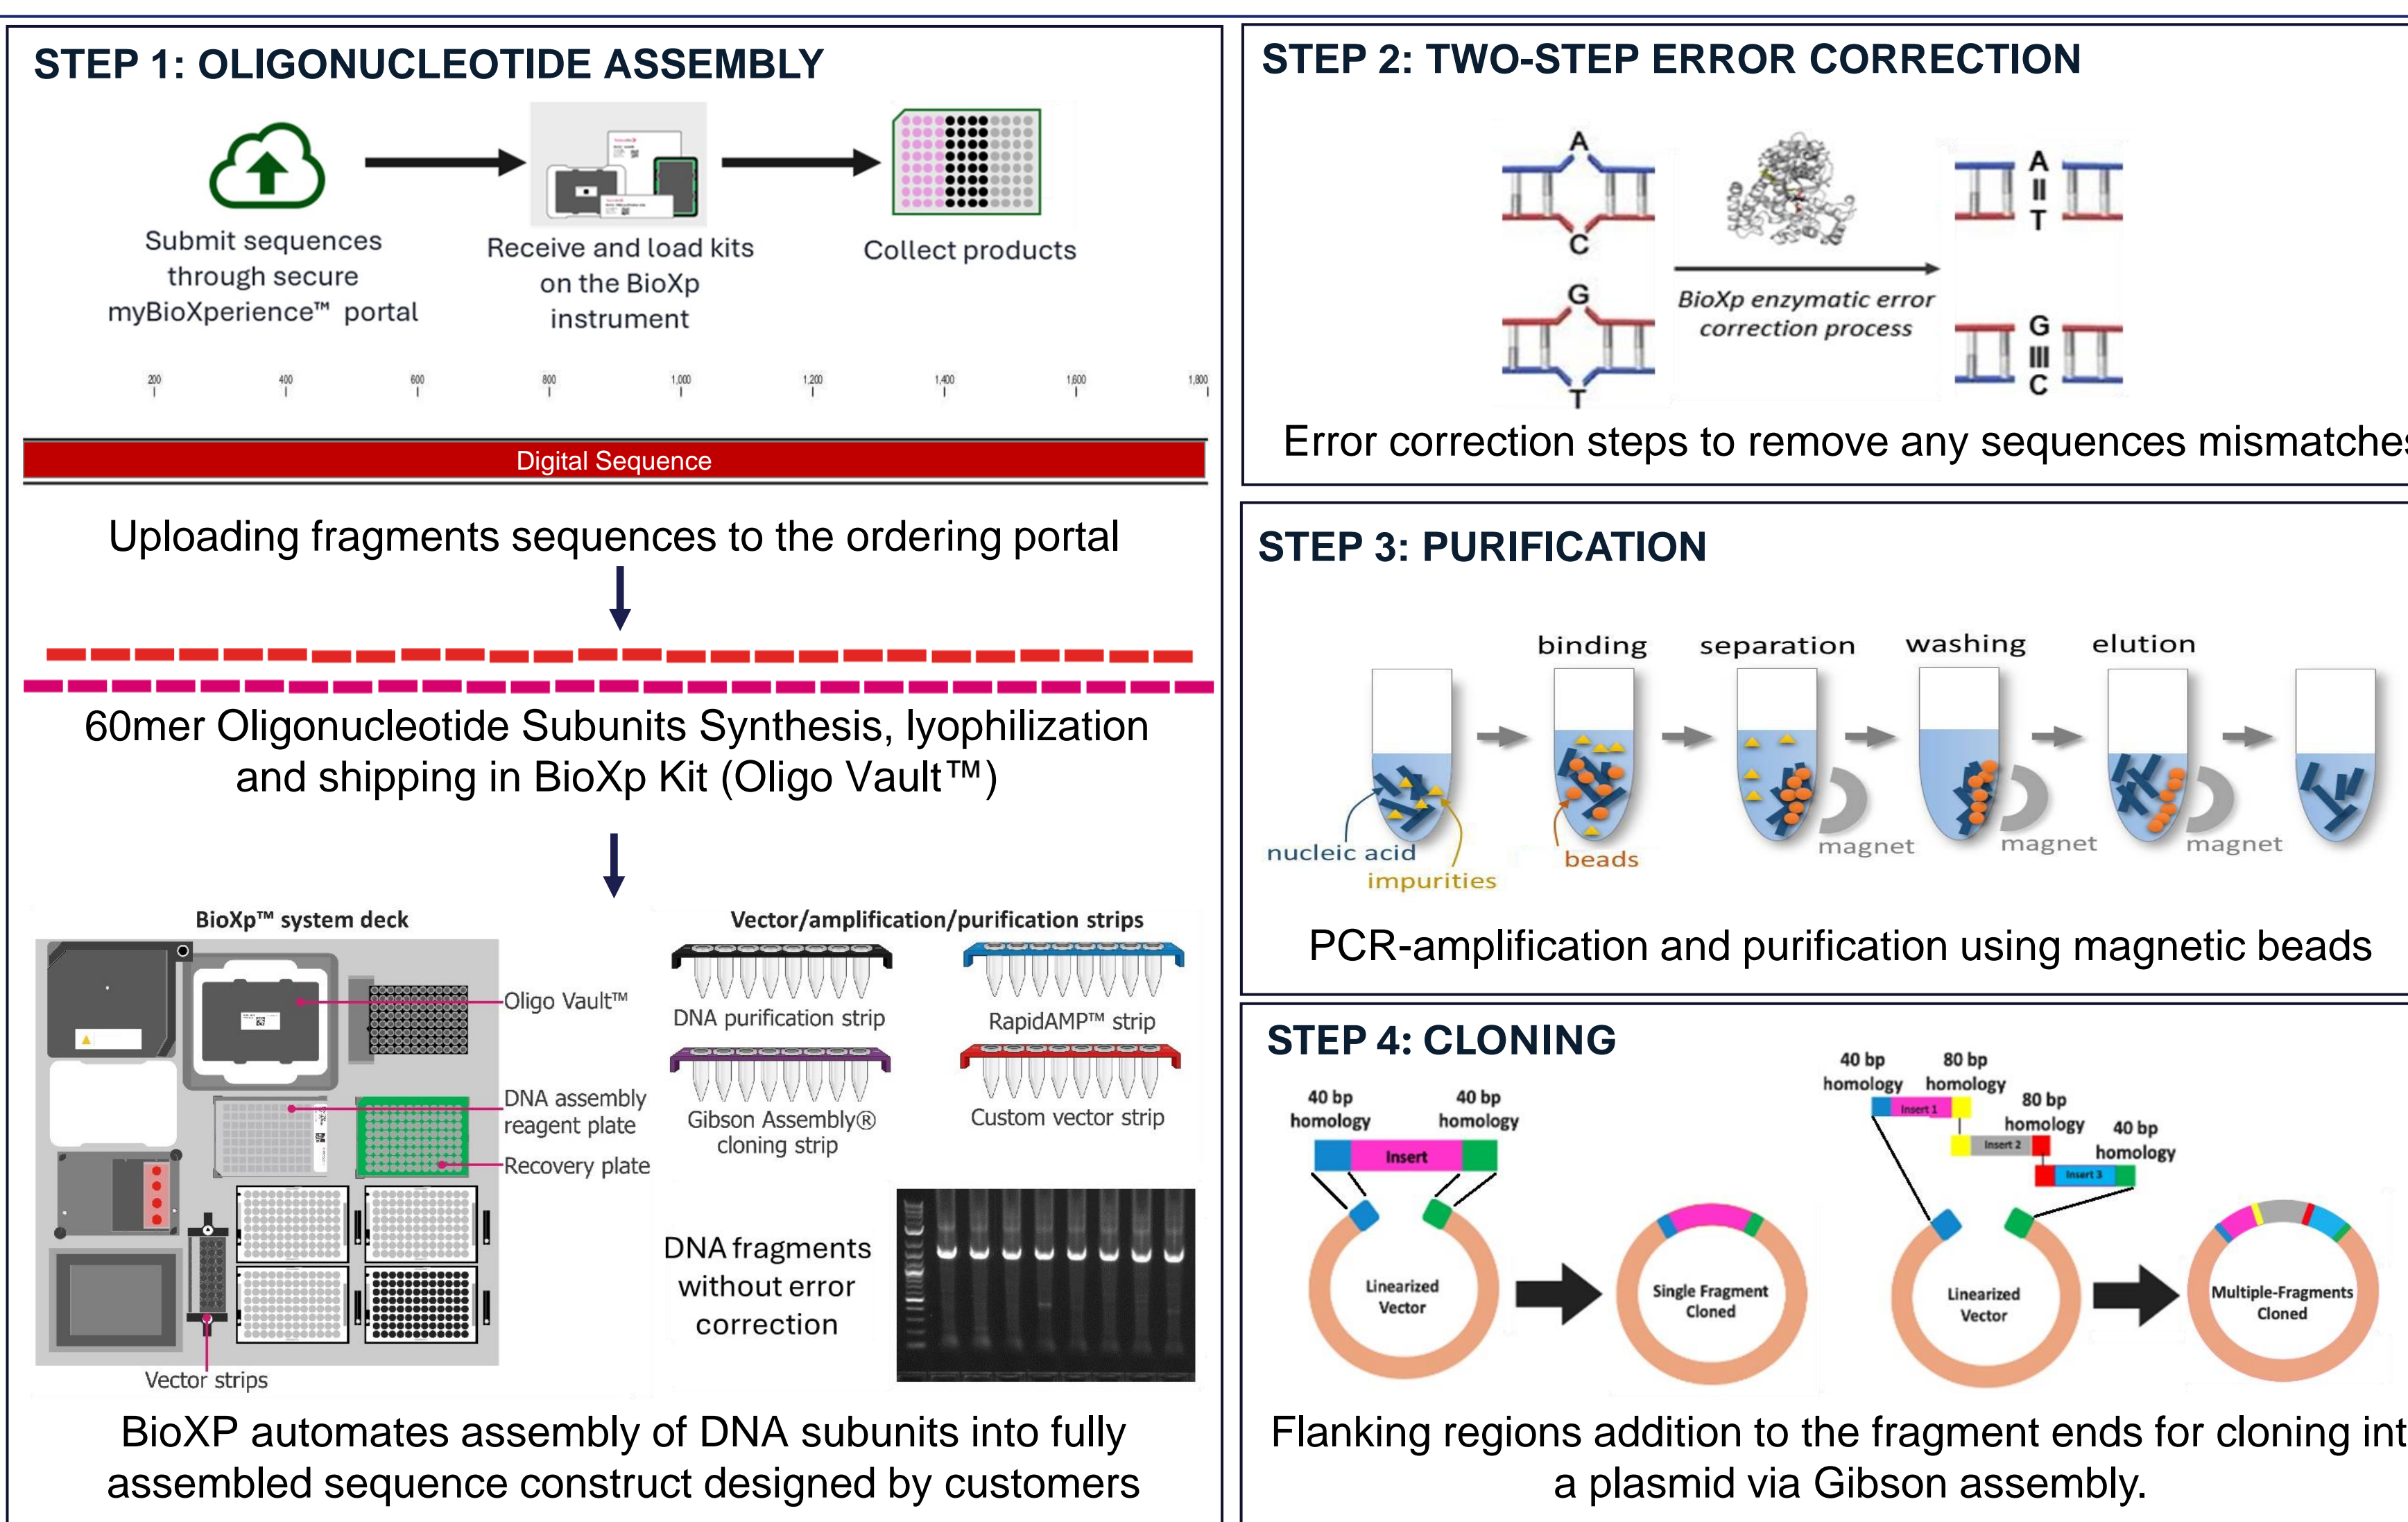 STEP 1: OLIGONUCLEOTIDE ASSEMBLY
Submit sequences
through secure
myBioXperience™ portal
Receive and load kits
on the BioXp
instrument
Collect products
200 400 600 800 1,000 1,200 1,400 1,600 1,800
Digital Sequence
Uploading fragments sequences to the ordering portal
60mer Oligonucleotide Subunits Synthesis, lyophilization
and shipping in BioXp Kit (Oligo Vault™)
BioXp™ system deck
Oligo Vault™
DNA assembly
reagent plate
Recovery plate
Vector strips
Vector/amplification/purification strips
DNA purification strip
RapidAMP™ strip
Gibson Assembly®
cloning strip
Custom vector strip
DNA fragments
without error
correction
BioXP automates assembly of DNA subunits into fully
assembled sequence construct designed by customers
STEP 2: TWO-STEP ERROR CORRECTION
A
C
G
T
BioXp enzymatic error
correction process
A
T
G
C
Error correction steps to remove any sequences mismatches
STEP 3: PURIFICATION
binding
separation
washing
elution
nucleic acid
impurities
beads
magnet
magnet
magnet
PCR-amplification and purification using magnetic beads
STEP 4: CLONING
40 bp
homology
40 bp
homology
Insert
Linearized
Vector
Single Fragment
Cloned
40 bp
homology
80 bp
homology
80 bp
homology
40 bp
homology
Insert 1
Insert 2
Insert 3
Linearized
Vector
Multiple-Fragments
Cloned
Flanking regions addition to the fragment ends for cloning int
a plasmid via Gibson assembly.